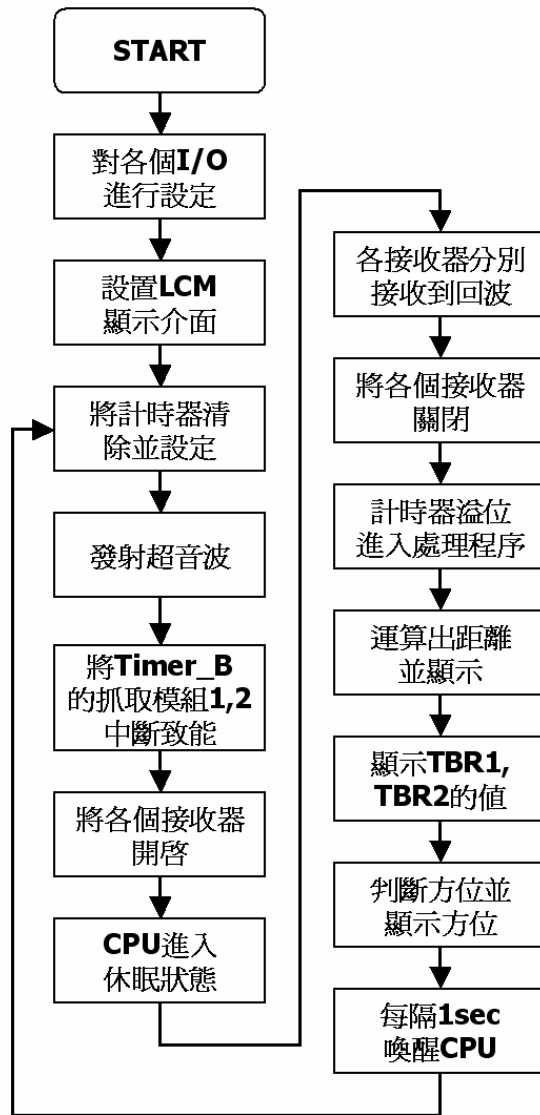 START
對各個I/O
進行設定
設置LCM
顯示介面
將計時器清
除並設定
發射超音波
將Timer_B
的抓取模組1,2
中斷致能
將各個接收器
開啓
CPU進入
休眠狀態
各接收器分別
接收到回波
將各個接收器
關閉
計時器溢位
進入處理程序
運算出距離
並顯示
顯示TBR1,
TBR2的值
判斷方位並
顯示方位
每隔1sec
喚醒CPU